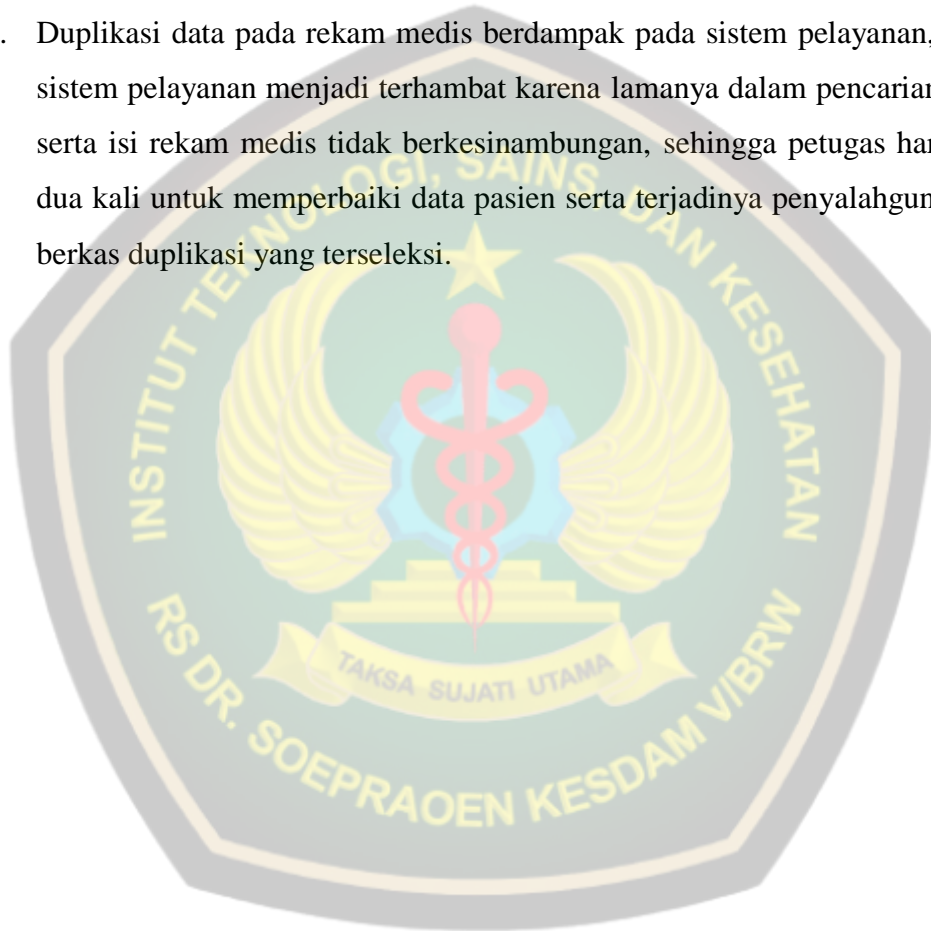 . Duplikasi data pada rekam medis berdampak pada sistem pelayanan,
sistem pelayanan menjadi terhambat karena lamanya dalam pencarian
serta isi rekam medis tidak berkesinambungan, sehingga petugas har
dua kali untuk memperbaiki data pasien serta terjadinya penyalahgun
berkas duplikasi yang terseleksi.
INSTITUT TEKNOLOGI, SAINS, DAN KESEHATAN
TAKSA SUJATI UTAMA
RS DR. SOEPRAOEN KESDAM V/BRW